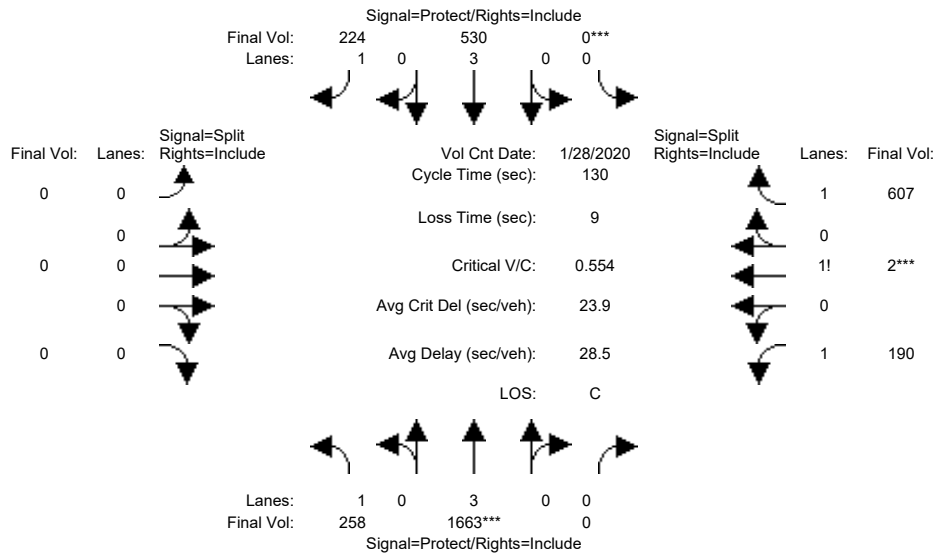 Signal=Protect/Rights=Include
Final Vol: 224 530 0***
Lanes: 1 0 3 0 0
Signal=Split
Final Vol: Lanes: Rights=Include
Vol Cnt Date: 1/28/2020
Signal=Split
Rights=Include Lanes: Final Vol:
Cycle Time (sec): 130
0 0
1 607
Loss Time (sec): 9
0
0
0 0
Critical V/C: 0.554
1! 2***
0
Avg Crit Del (sec/veh): 23.9
0
0 0
Avg Delay (sec/veh): 28.5
1 190
LOS: C
Lanes: 1 0 3 0 0
Final Vol: 258 1663*** 0
Signal=Protect/Rights=Include